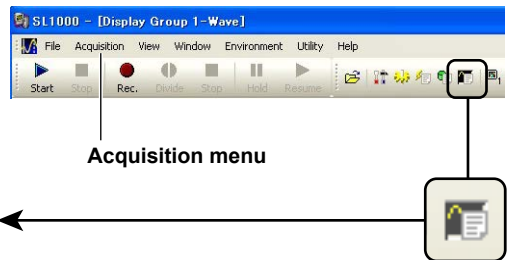 SL1000 - [Display Group 1-Wave]
File Acquisition View Window Environment Utility Help
Start Stop Rec. Divide Stop Hold Resume
Acquisition menu